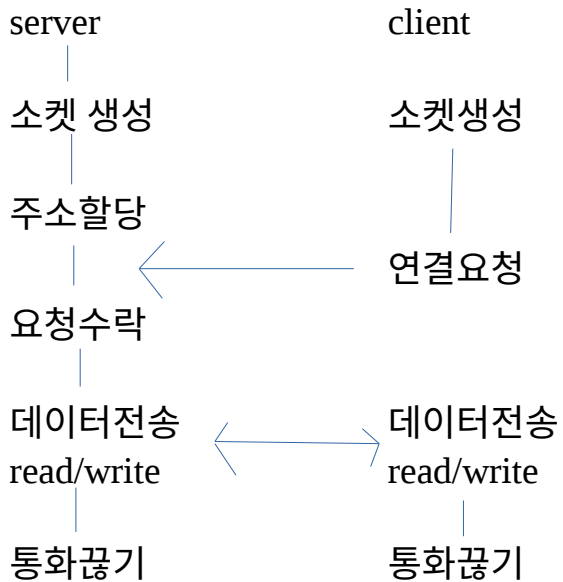 server
client
소켓 생성
소켓생성
주소할당
연결요청
요청수락
데이터전송
read/write
데이터전송
read/write
통화끊기
통화끊기